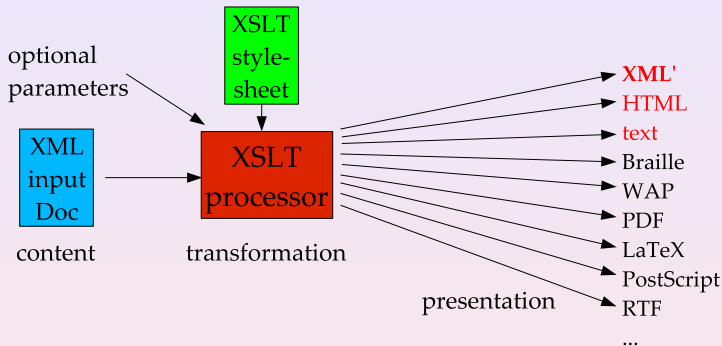 XSLT
style-
sheet
optional
parameters
XML
input
Doc
XSLT
processor
content
transformation
presentation
XML'
HTML
text
Braille
WAP
PDF
LaTeX
PostScript
RTF
...